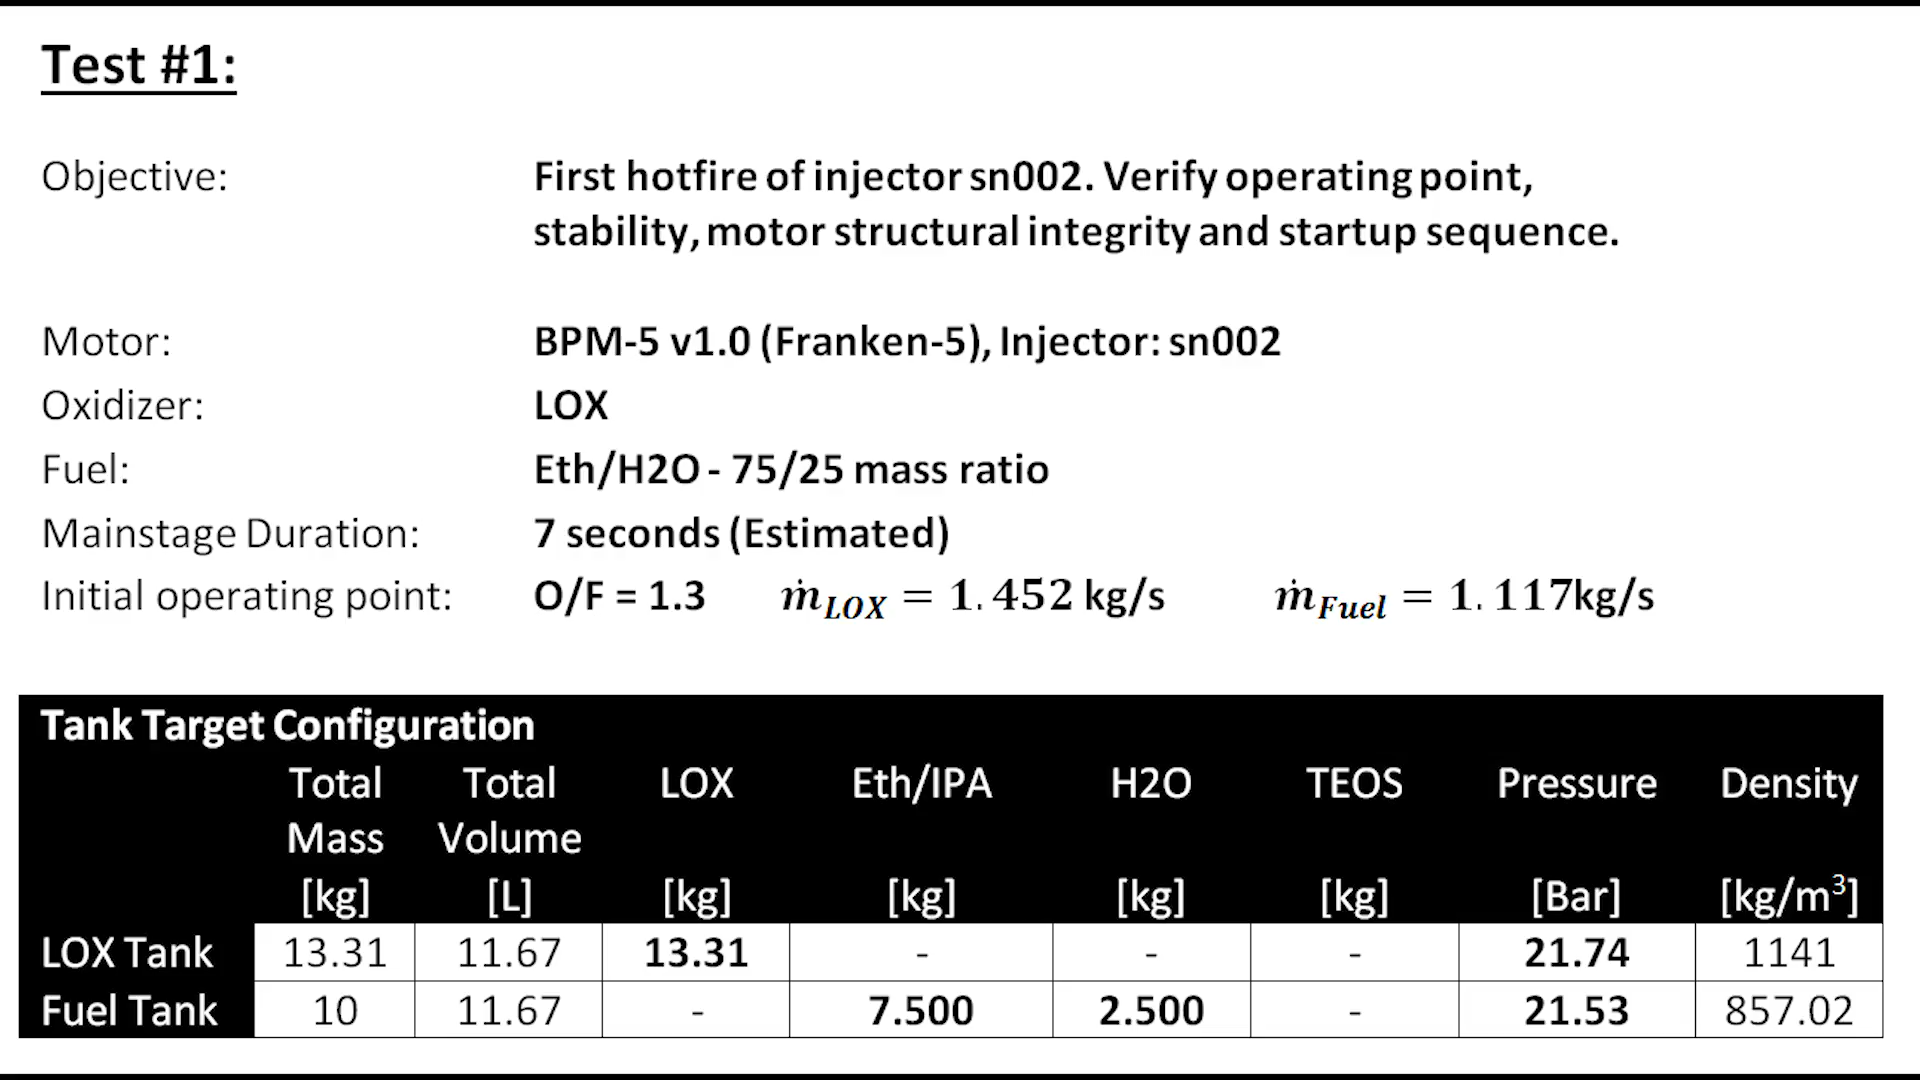 Test #1:
Objective: First hotfire of injector sn002. Verify operating point,
stability, motor structural integrity and startup sequence.
Motor: BPM-5 v1.0 (Franken-5), Injector: sn002
Oxidizer: LOX
Fuel: Eth/H2O - 75/25 mass ratio
Mainstage Duration: 7 seconds (Estimated)
Initial operating point: O/F = 1.3 ṁ_LOX = 1.452 kg/s ṁ_Fuel = 1.117kg/s
Tank Target Configuration
Total Total LOX Eth/IPA H2O TEOS Pressure Density
Mass Volume
[kg] [L] [kg] [kg] [kg] [kg] [Bar] [kg/m³]
LOX Tank 13.31 11.67 13.31 - - - 21.74 1141
Fuel Tank 10 11.67 - 7.500 2.500 - 21.53 857.02